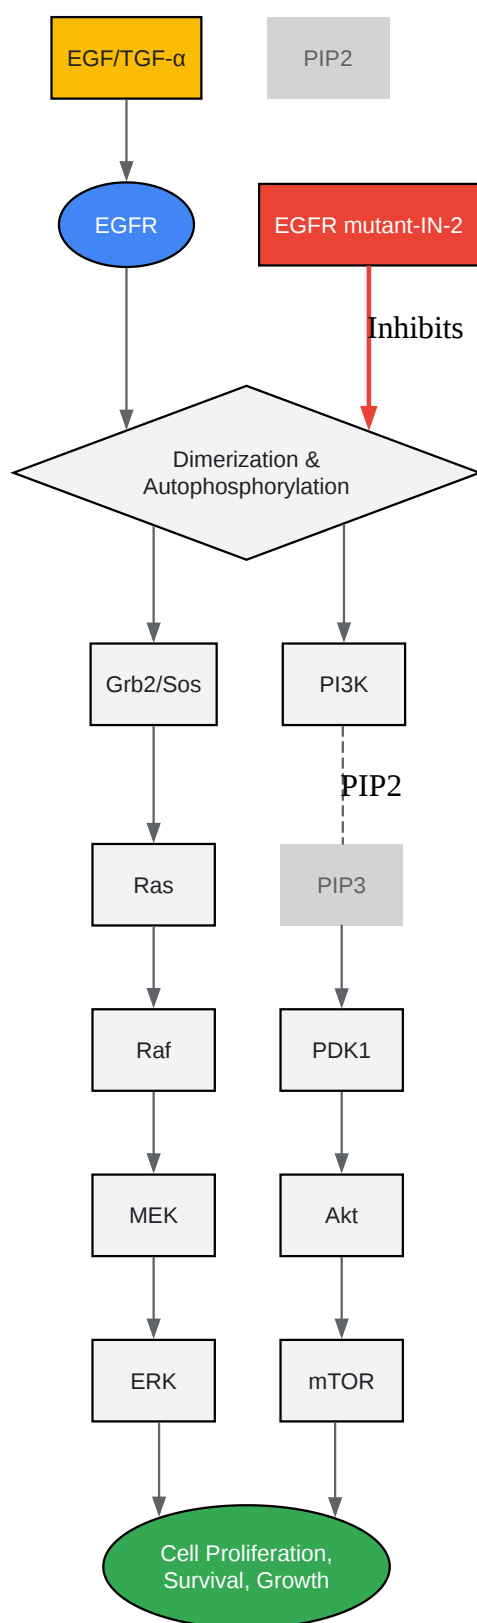 EGF/TGF-α
PIP2
EGFR
EGFR mutant-IN-2
Inhibits
Dimerization &
Autophosphorylation
Grb2/Sos
PI3K
PIP2
Ras
PIP3
Raf
PDK1
MEK
Akt
ERK
mTOR
Cell Proliferation,
Survival, Growth